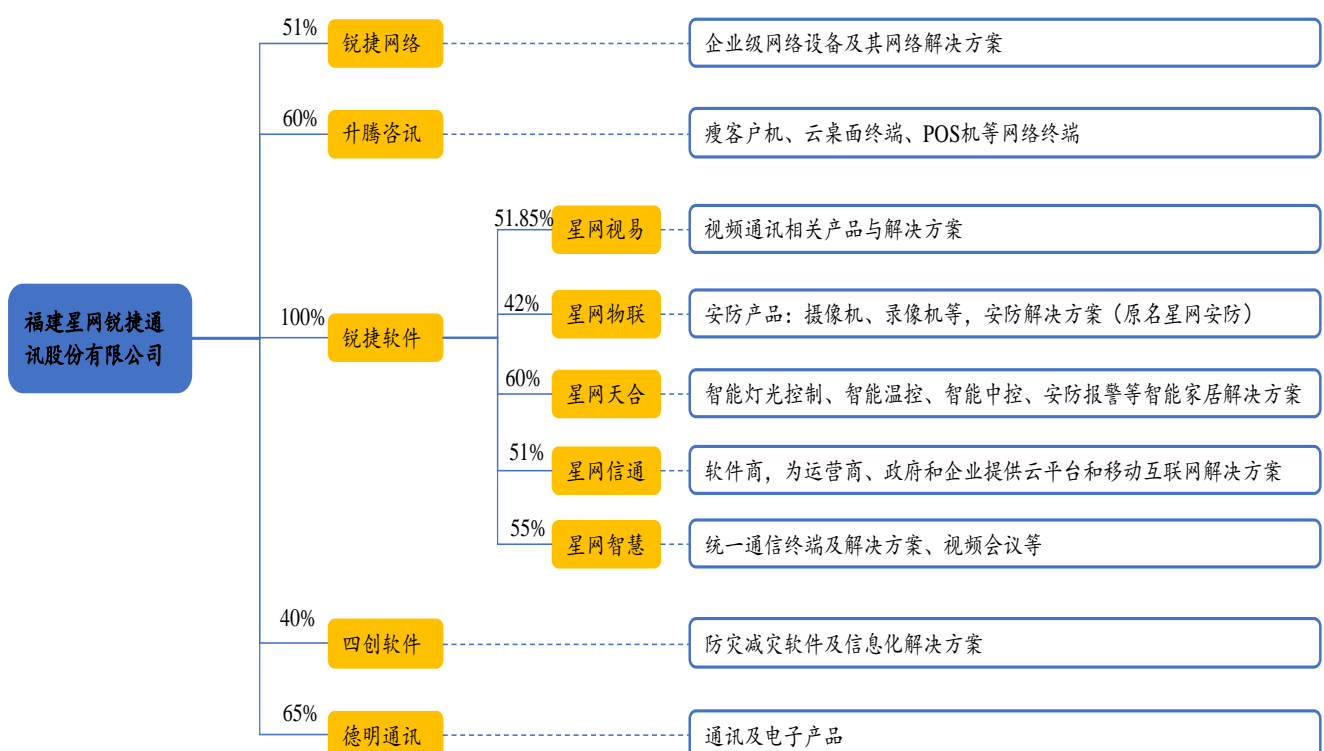 51%
锐捷网络
企业级网络设备及其网络解决方案
60%
升腾咨讯
瘦客户机、云桌面终端、POS机等网络终端
51.85%
星网视易
视频通讯相关产品与解决方案
福建星网锐捷通
讯股份有限公司
100%
锐捷软件
42%
星网物联
安防产品：摄像机、录像机等，安防解决方案（原名星网安防）
60%
星网天合
智能灯光控制、智能温控、智能中控、安防报警等智能家居解决方案
51%
星网信通
软件商，为运营商、政府和企业提供云平台和移动互联网解决方案
55%
星网智慧
统一通信终端及解决方案、视频会议等
40%
四创软件
防灾减灾软件及信息化解决方案
65%
德明通讯
通讯及电子产品